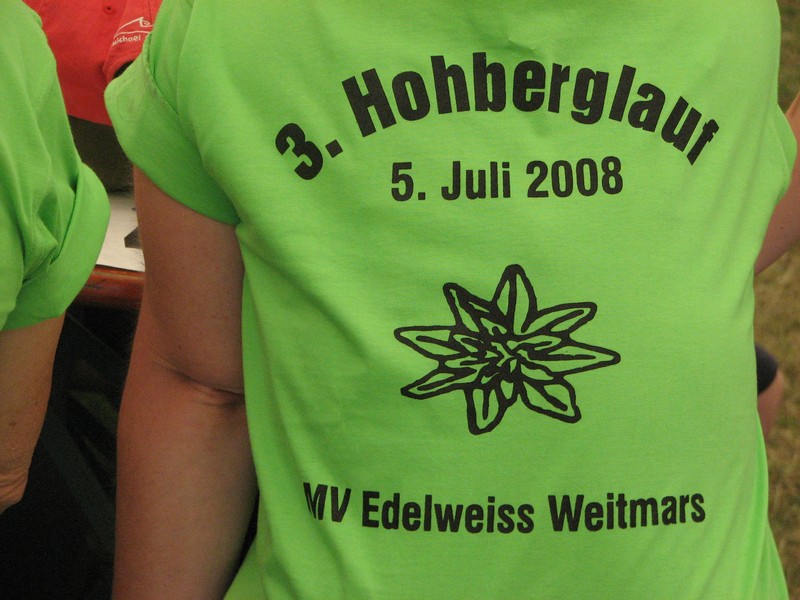 3. Hohberglauf
5. Juli 2008
MV Edelweiss Weitmars